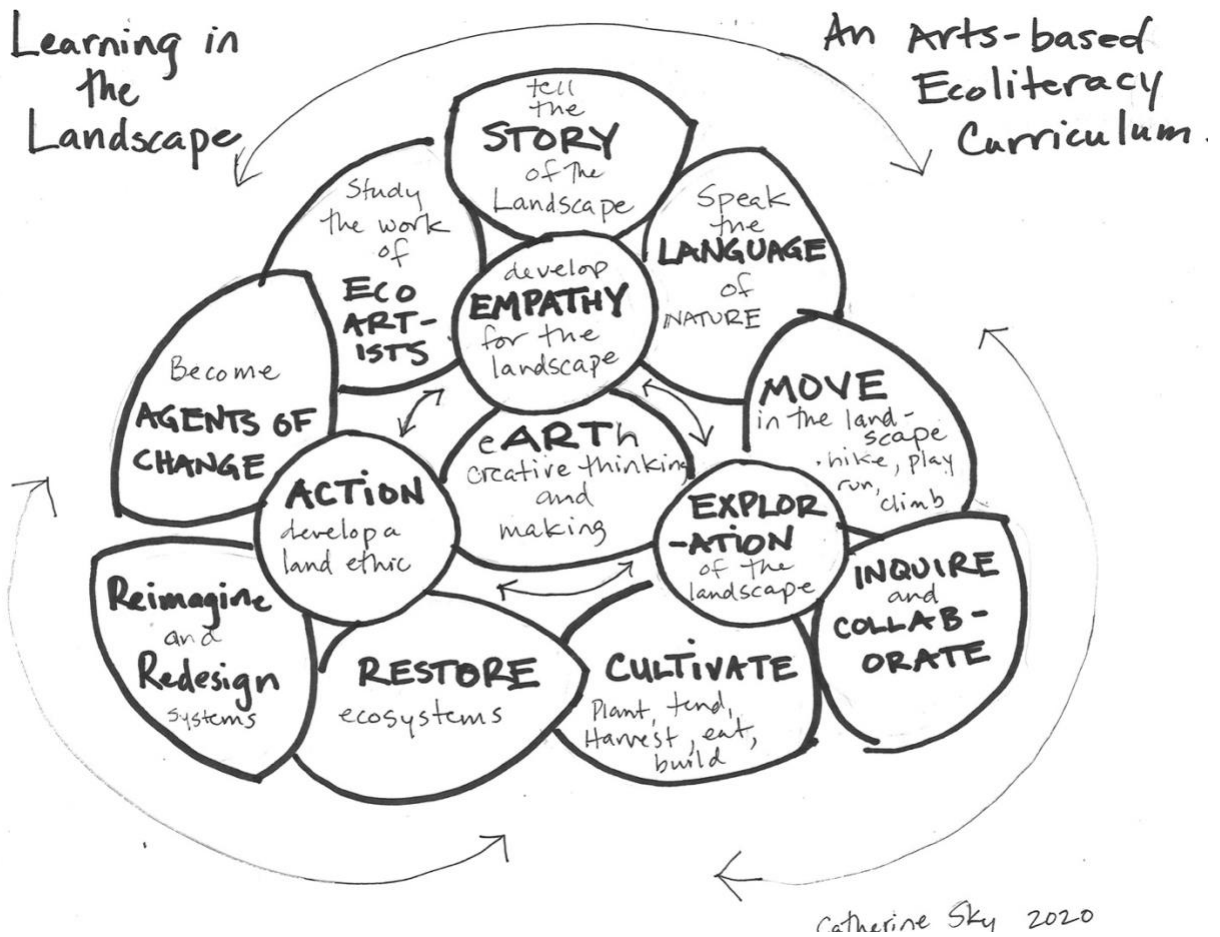 Learning in
the
Landscape
An Arts-based
Ecoliteracy
Curriculum.
tell
the
STORY
of the
Landscape
Study
the work
of
ECO
ART-
ISTS
Speak
the
LANGUAGE
of
NATURE
develop
EMPATHY
for the
landscape
Become
AGENTS OF
CHANGE
MOVE
in the land-
scape
. hike, play
run,
climb
eARTh
creative thinking
and
making
ACTION
develop a
land ethic
EXPLOR
-ATION
of the
landscape
INQUIRE
and
COLLAB-
ORATE
Reimagine
and
Redesign
systems
RESTORE
ecosystems
CULTIVATE
Plant, tend,
Harvest, eat,
build
Catherine Sky 2020